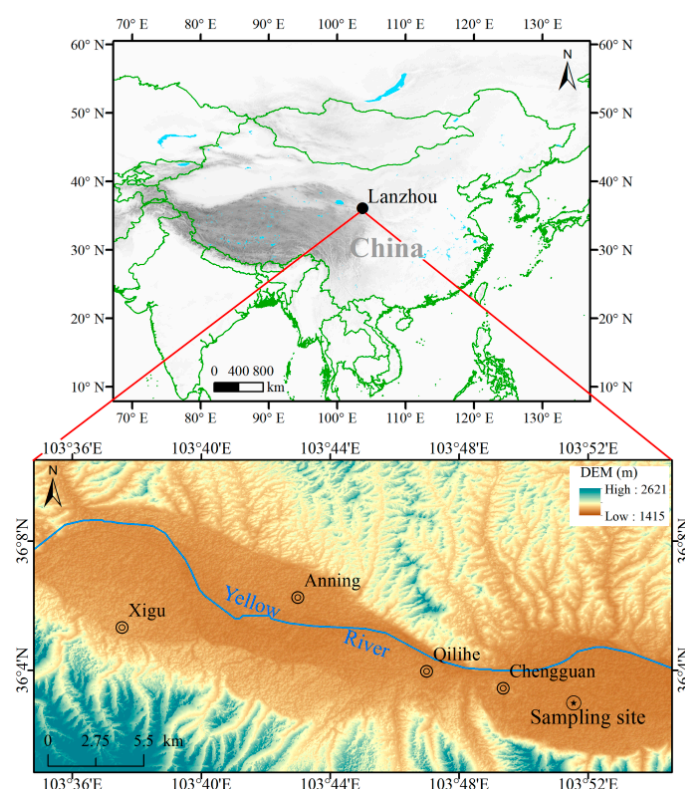 70° E 80° E 90° E 100° E 110° E 120° E 130° E
60° N 60° N
N
50° N 50° N
40° N 40° N
Lanzhou
30° N 30° N
China
20° N 20° N
0 400 800
km
10° N 10° N
70° E 80° E 90° E 100° E 110° E 120° E 130° E
103°36'E 103°40'E 103°44'E 103°48'E 103°52'E
N
DEM (m)
High : 2621
Low : 1415
36°8'N 36°8'N
Anning
Yellow
Xigu
River
Qilihe
36°4'N 36°4'N
Chengguan
Sampling site
0 2.75 5.5 km
103°36'E 103°40'E 103°44'E 103°48'E 103°52'E